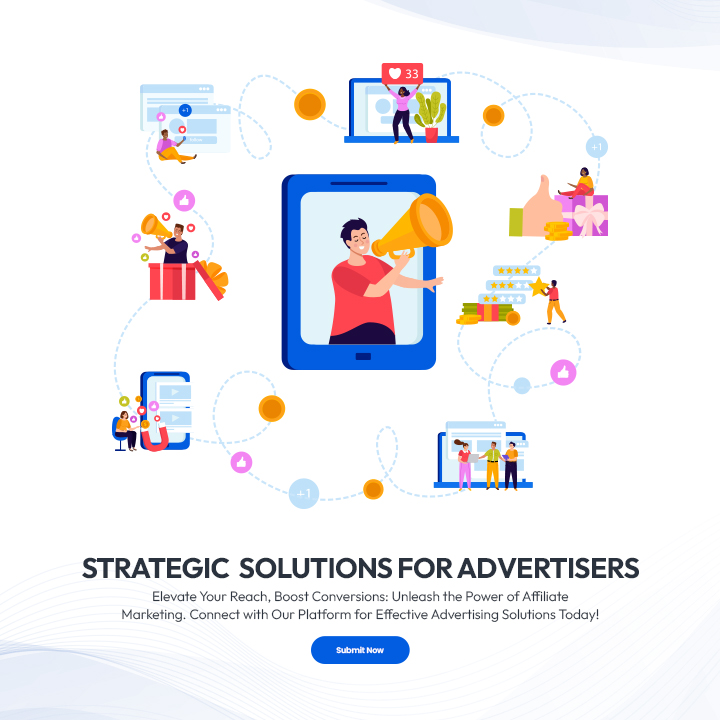 33
+1
+1
STRATEGIC SOLUTIONS FOR ADVERTISERS
Elevate Your Reach, Boost Conversions: Unleash the Power of Affiliate
Marketing. Connect with Our Platform for Effective Advertising Solutions Today!
Submit Now
+1